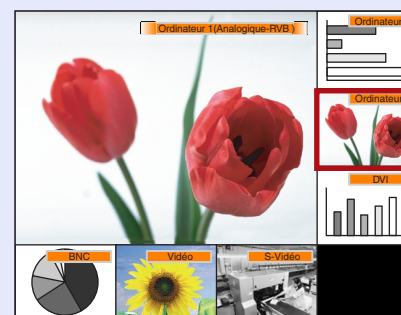 Ordinateur 1(Analogique-RVB )
Ordinateur
Ordinateur
DVI
BNC
Vidéo
S-Vidéo